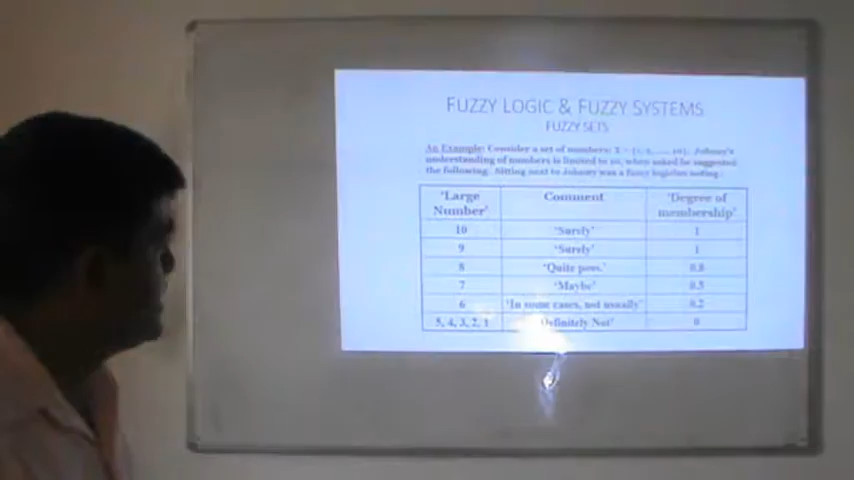 FUZZY LOGIC & FUZZY SYSTEMS
FUZZY SETS
An Example: Consider a set of numbers: X = {1, 2, ..... 10}. Johnny's
understanding of numbers is limited to 10, when asked he suggested
the following. Sitting next to Johnny was a fuzzy logician noting
'Large Number' Comment 'Degree of membership'
10 'Surely' 1
9 'Surely' 1
8 'Quite poss.' 0.8
7 'Maybe' 0.5
6 'In some cases, not usually' 0.2
5, 4, 3, 2, 1 'Definitely Not' 0